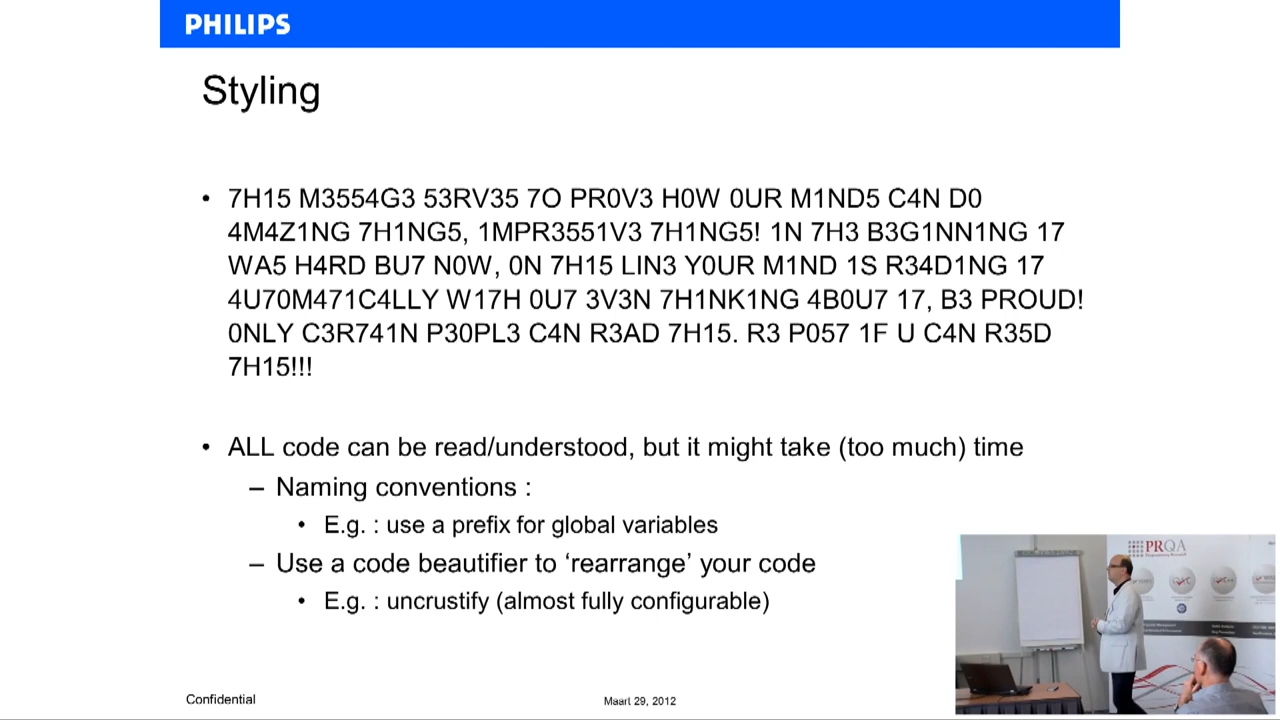 PHILIPS
Styling
• 7H15 M3554G3 53RV35 7O PR0V3 H0W 0UR M1ND5 C4N D0
4M4Z1NG 7H1NG5, 1MPR3551V3 7H1NG5! 1N 7H3 B3G1NN1NG 17
WA5 H4RD BU7 N0W, 0N 7H15 LIN3 Y0UR M1ND 1S R34D1NG 17
4U70M471C4LLY W17H 0U7 3V3N 7H1NK1NG 4B0U7 17, B3 PROUD!
0NLY C3R741N P30PL3 C4N R3AD 7H15. R3 P057 1F U C4N R35D
7H15!!!
• ALL code can be read/understood, but it might take (too much) time
– Naming conventions :
• E.g. : use a prefix for global variables
– Use a code beautifier to ‘rearrange’ your code
• E.g. : uncrustify (almost fully configurable)
PRQA
Confidential
Maart 29, 2012